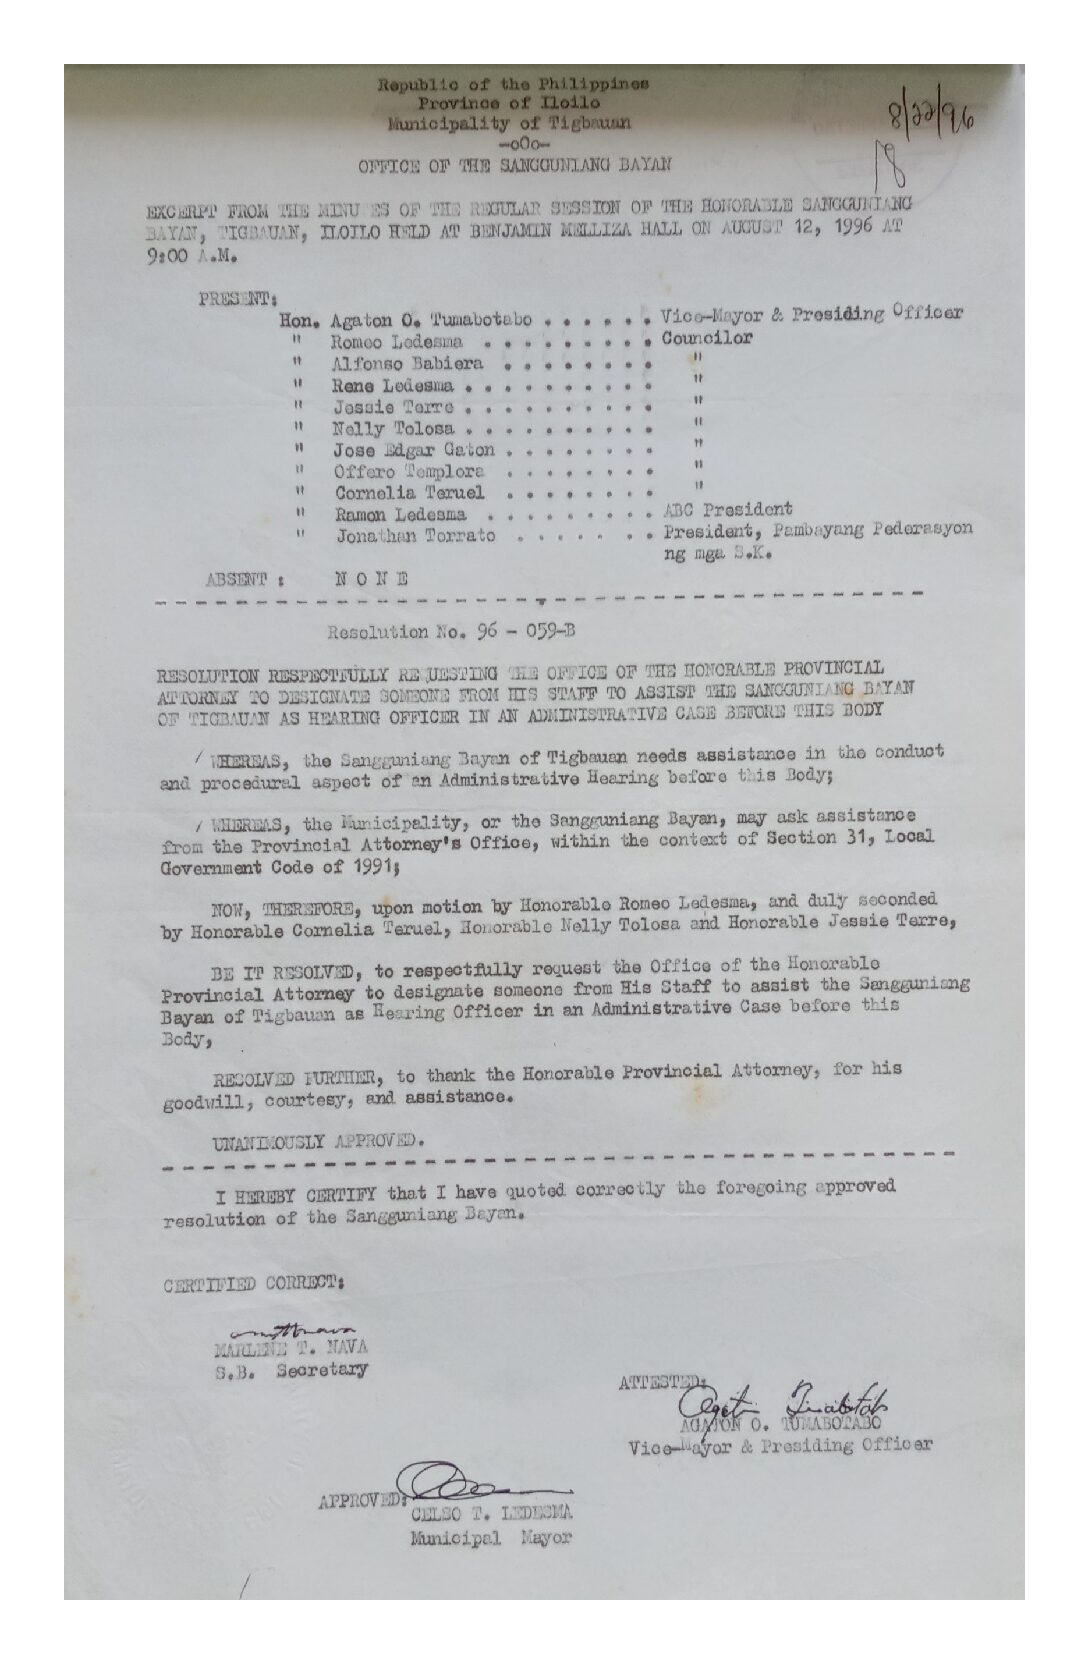 Republic of the Philippines
Province of Iloilo
Municipality of Tigbauan
-oOo-
8/22/96
OFFICE OF THE SANGGUNIANG BAYAN
EXCERPT FROM THE MINUTES OF THE REGULAR SESSION OF THE HONORABLE SANGGUNIANG
BAYAN, TIGBAUAN, ILOILO HELD AT BENJAMIN MELLIZA HALL ON AUGUST 12, 1996 AT
9:00 A.M.
PRESENT:
Hon. Agaton O. Tumabotabo . . . . . . Vice-Mayor & Presiding Officer
" Romeo Ledesma . . . . . . . . . Councilor
" Alfonso Babiera . . . . . . . . "
" Rene Ledesma . . . . . . . . . . "
" Jessie Terre . . . . . . . . . . "
" Nelly Tolosa . . . . . . . . . . "
" Jose Edgar Gaton . . . . . . . . "
" Offero Templora . . . . . . . . "
" Cornelia Teruel . . . . . . . . "
" Ramon Ledesma . . . . . . . . . ABC President
" Jonathan Torrato . . . . . . . President, Pambayang Pederasyon
ng mga S.K.
ABSENT : N O N E
Resolution No. 96 - 059-B
RESOLUTION RESPECTFULLY REQUESTING THE OFFICE OF THE HONORABLE PROVINCIAL
ATTORNEY TO DESIGNATE SOMEONE FROM HIS STAFF TO ASSIST THE SANGGUNIANG BAYAN
OF TIGBAUAN AS HEARING OFFICER IN AN ADMINISTRATIVE CASE BEFORE THIS BODY
/ WHEREAS, the Sangguniang Bayan of Tigbauan needs assistance in the conduct
and procedural aspect of an Administrative Hearing before this Body;
/ WHEREAS, the Municipality, or the Sangguniang Bayan, may ask assistance
from the Provincial Attorney's Office, within the context of Section 31, Local
Government Code of 1991;
NOW, THEREFORE, upon motion by Honorable Romeo Ledesma, and duly seconded
by Honorable Cornelia Teruel, Honorable Nelly Tolosa and Honorable Jessie Terre,
BE IT RESOLVED, to respectfully request the Office of the Honorable
Provincial Attorney to designate someone from His Staff to assist the Sangguniang
Bayan of Tigbauan as Hearing Officer in an Administrative Case before this
Body,
RESOLVED FURTHER, to thank the Honorable Provincial Attorney, for his
goodwill, courtesy, and assistance.
UNANIMOUSLY APPROVED.
I HEREBY CERTIFY that I have quoted correctly the foregoing approved
resolution of the Sangguniang Bayan.
CERTIFIED CORRECT:
MARLENE T. NAVA
S.B. Secretary
ATTESTED:
AGATON O. TUMABOTABO
Vice-Mayor & Presiding Officer
APPROVED:
CELSO T. LEDESMA
Municipal Mayor